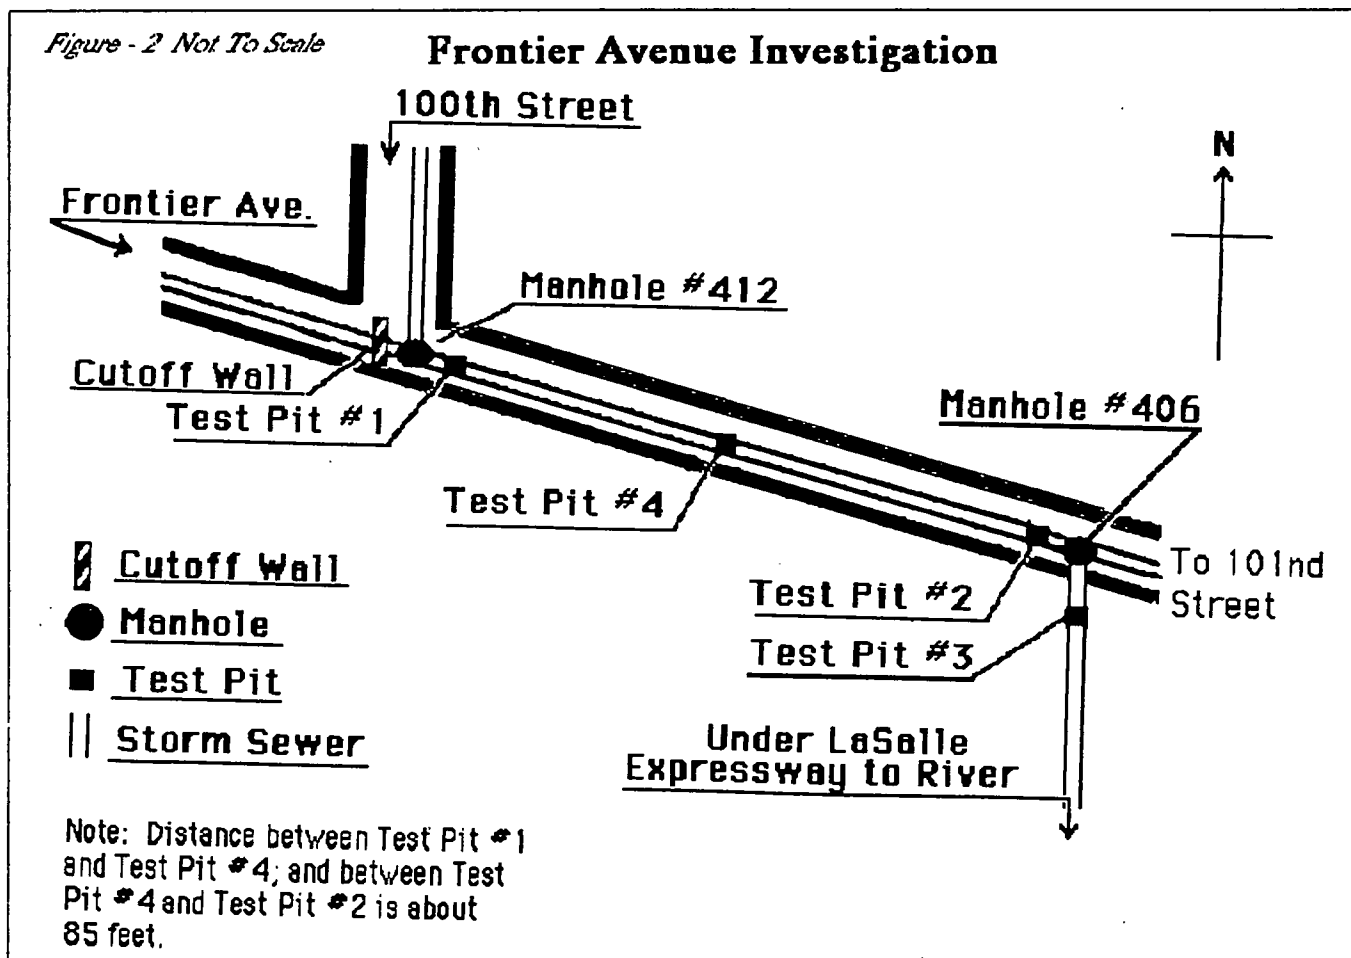 Figure - 2 Not To Scale
Frontier Avenue Investigation
100th Street
N
Frontier Ave.
Manhole #412
Cutoff Wall
Test Pit #1
Manhole #406
Test Pit #4
To 101nd
Street
Test Pit #2
Test Pit #3
Cutoff Wall
Manhole
Test Pit
Storm Sewer
Under LaSalle
Expressway to River
Note: Distance between Test Pit #1
and Test Pit #4; and between Test
Pit #4 and Test Pit #2 is about
85 feet.